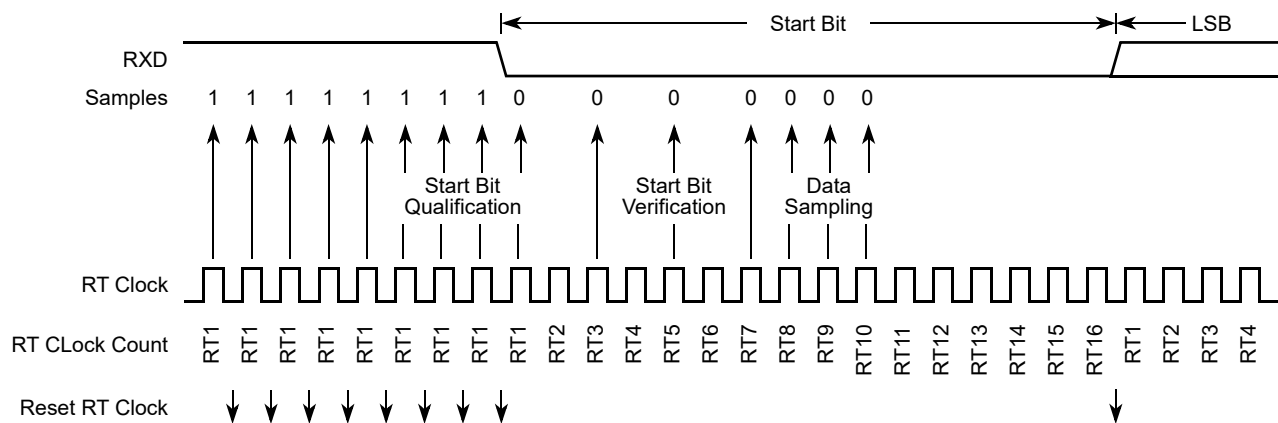 Start Bit
LSB
RXD
Samples 1 1 1 1 1 1 1 1 0 0 0 0 0 0 0
Start Bit
Qualification
Start Bit
Verification
Data
Sampling
RT Clock
RT CLock Count RT1 RT1 RT1 RT1 RT1 RT1 RT1 RT1 RT1 RT2 RT3 RT4 RT5 RT6 RT7 RT8 RT9 RT10 RT11 RT12 RT13 RT14 RT15 RT16 RT1 RT2 RT3 RT4
Reset RT Clock